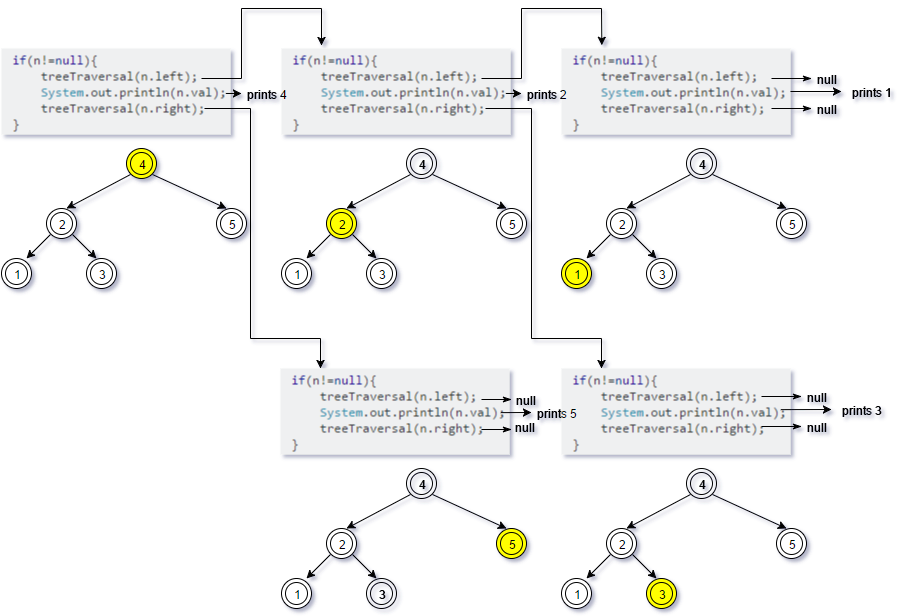 if(n!=null){
treeTraversal(n.left);
System.out.println(n.val);
prints 4
treeTraversal(n.right);
}
if(n!=null){
treeTraversal(n.left);
System.out.println(n.val);
prints 2
treeTraversal(n.right);
}
if(n!=null){
treeTraversal(n.left);
null
System.out.println(n.val);
prints 1
treeTraversal(n.right);
null
}
4
2
5
1
3
4
2
5
1
3
4
2
5
1
3
if(n!=null){
treeTraversal(n.left);
null
System.out.println(n.val);
prints 5
treeTraversal(n.right);
null
}
if(n!=null){
treeTraversal(n.left);
null
System.out.println(n.val);
prints 3
treeTraversal(n.right);
null
}
4
2
5
1
3
4
2
5
1
3